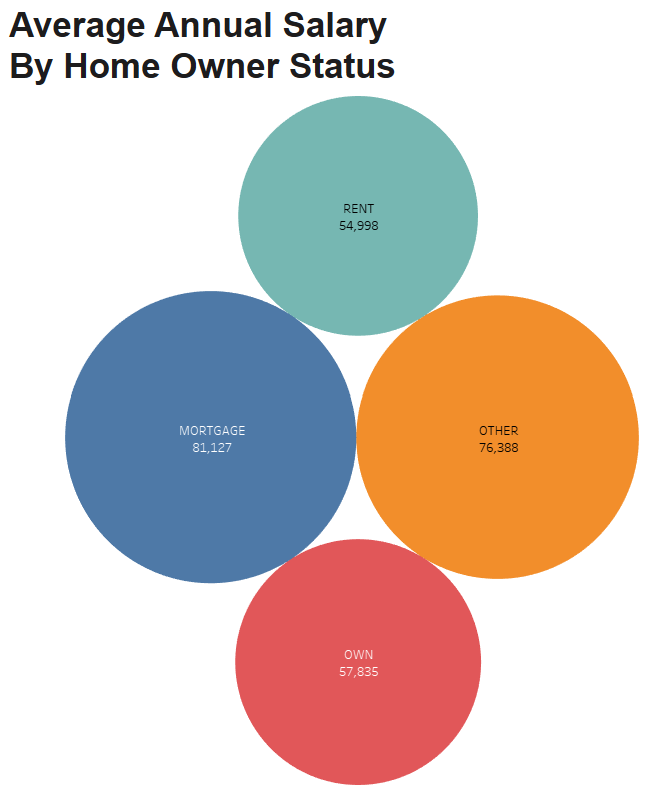 Average Annual Salary
By Home Owner Status
RENT
54,998
MORTGAGE
81,127
OTHER
76,388
OWN
57,835